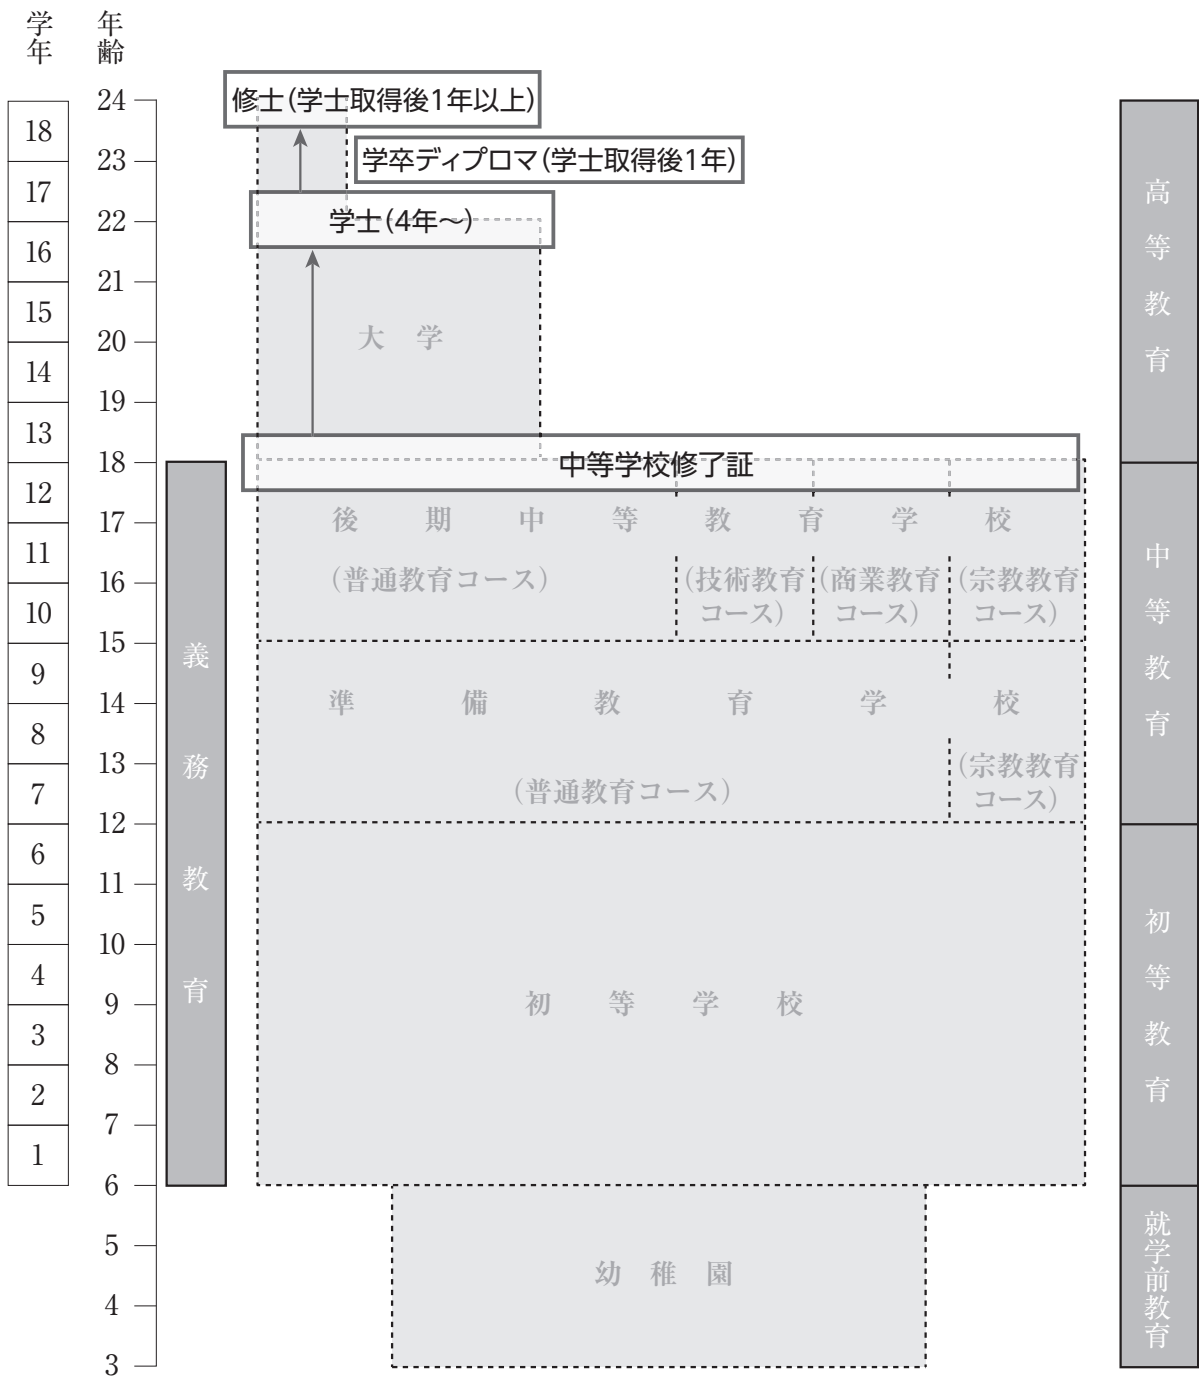 学年
年齢
24
18
23
17
22
16
21
15
20
14
19
13
18
12
17
11
16
10
15
9
14
8
13
7
12
6
11
5
10
4
9
3
8
2
7
1
6
5
4
3
義務教育
修士(学士取得後1年以上)
学卒ディプロマ(学士取得後1年)
学士(4年～)
大学
中等学校修了証
後期中等教育学校
(普通教育コース)
(技術教育
コース)
(商業教育
コース)
(宗教教育
コース)
準備教育学校
(普通教育コース)
(宗教教育
コース)
初等学校
幼稚園
高等教育
中等教育
初等教育
就学前教育